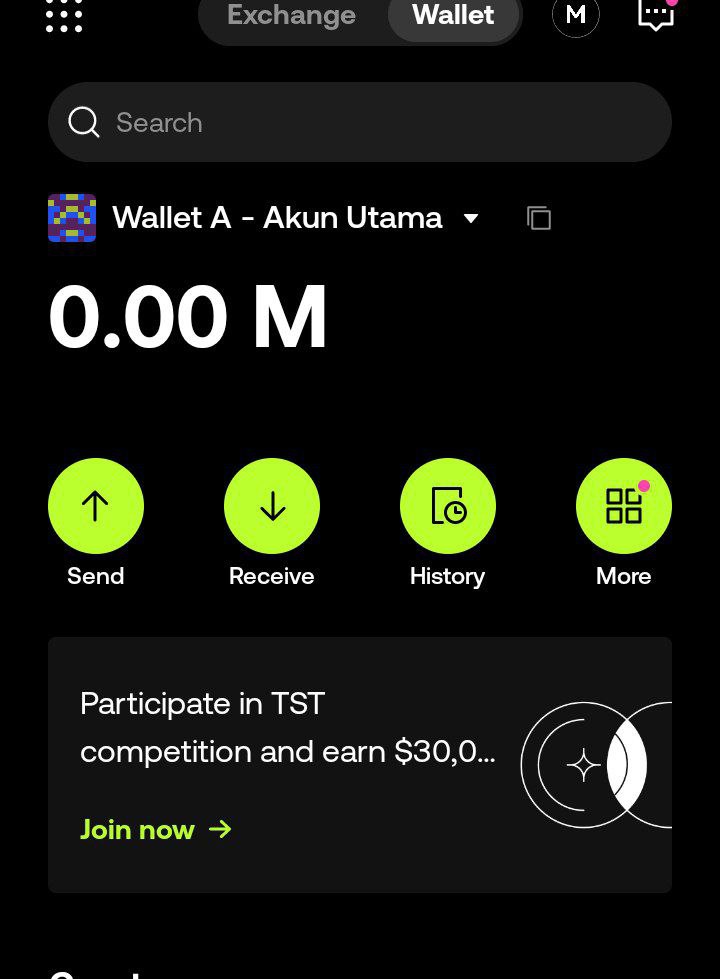 Exchange
Wallet
M
Search
Wallet A - Akun Utama
0.00 M
Send
Receive
History
More
Participate in TST
competition and earn $30,0...
Join now